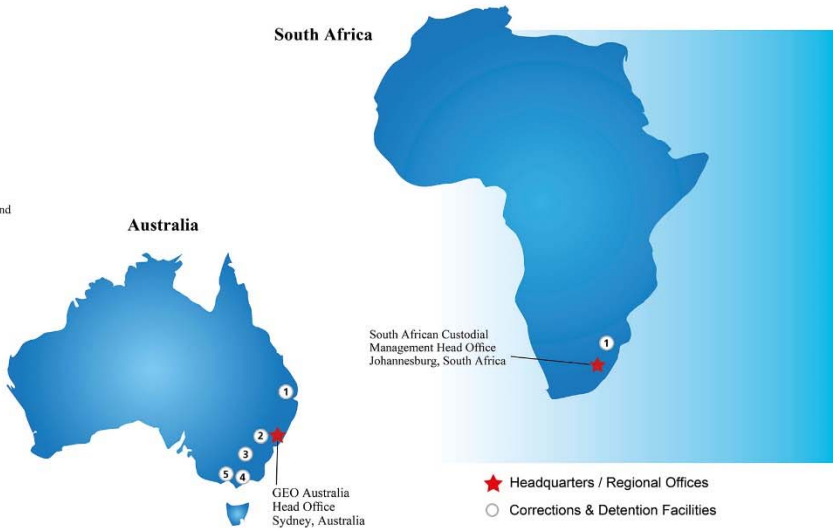 South Africa
nd
Australia
South African Custodial
Management Head Office
Johannesburg, South Africa
1
1
2
3
5
4
GEO Australia
Head Office
Sydney, Australia
Headquarters / Regional Offices
Corrections & Detention Facilities